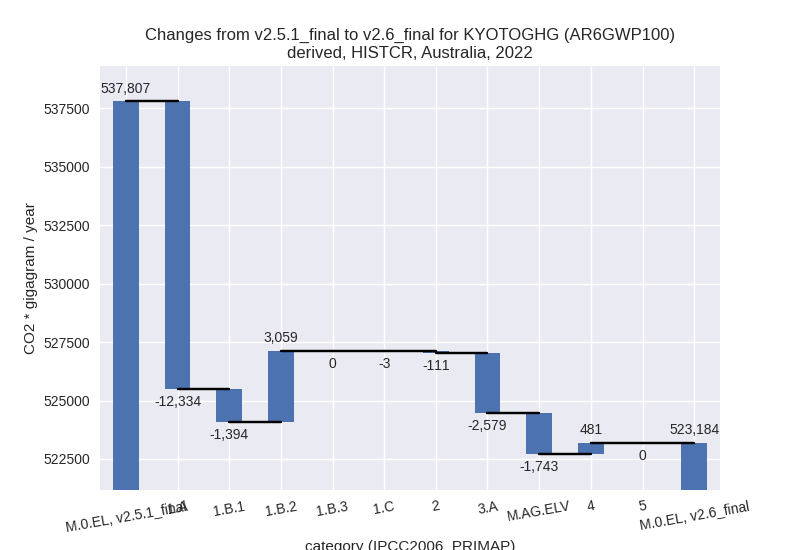 Changes from v2.5.1_final to v2.6_final for KYOTOGHG (AR6GWP100)
derived, HISTCR, Australia, 2022
CO2 * gigagram / year
537500
535000
532500
530000
527500
525000
522500
537,807
-12,334
-1,394
3,059
0
-3
-111
-2,579
-1,743
481
0
523,184
M.0.EL, v2.5.1_final
1.A
1.B.1
1.B.2
1.B.3
1.C
2
3.A
M.AG.ELV
4
5
M.0.EL, v2.6_final
category (IPCC2006_PRIMAP)